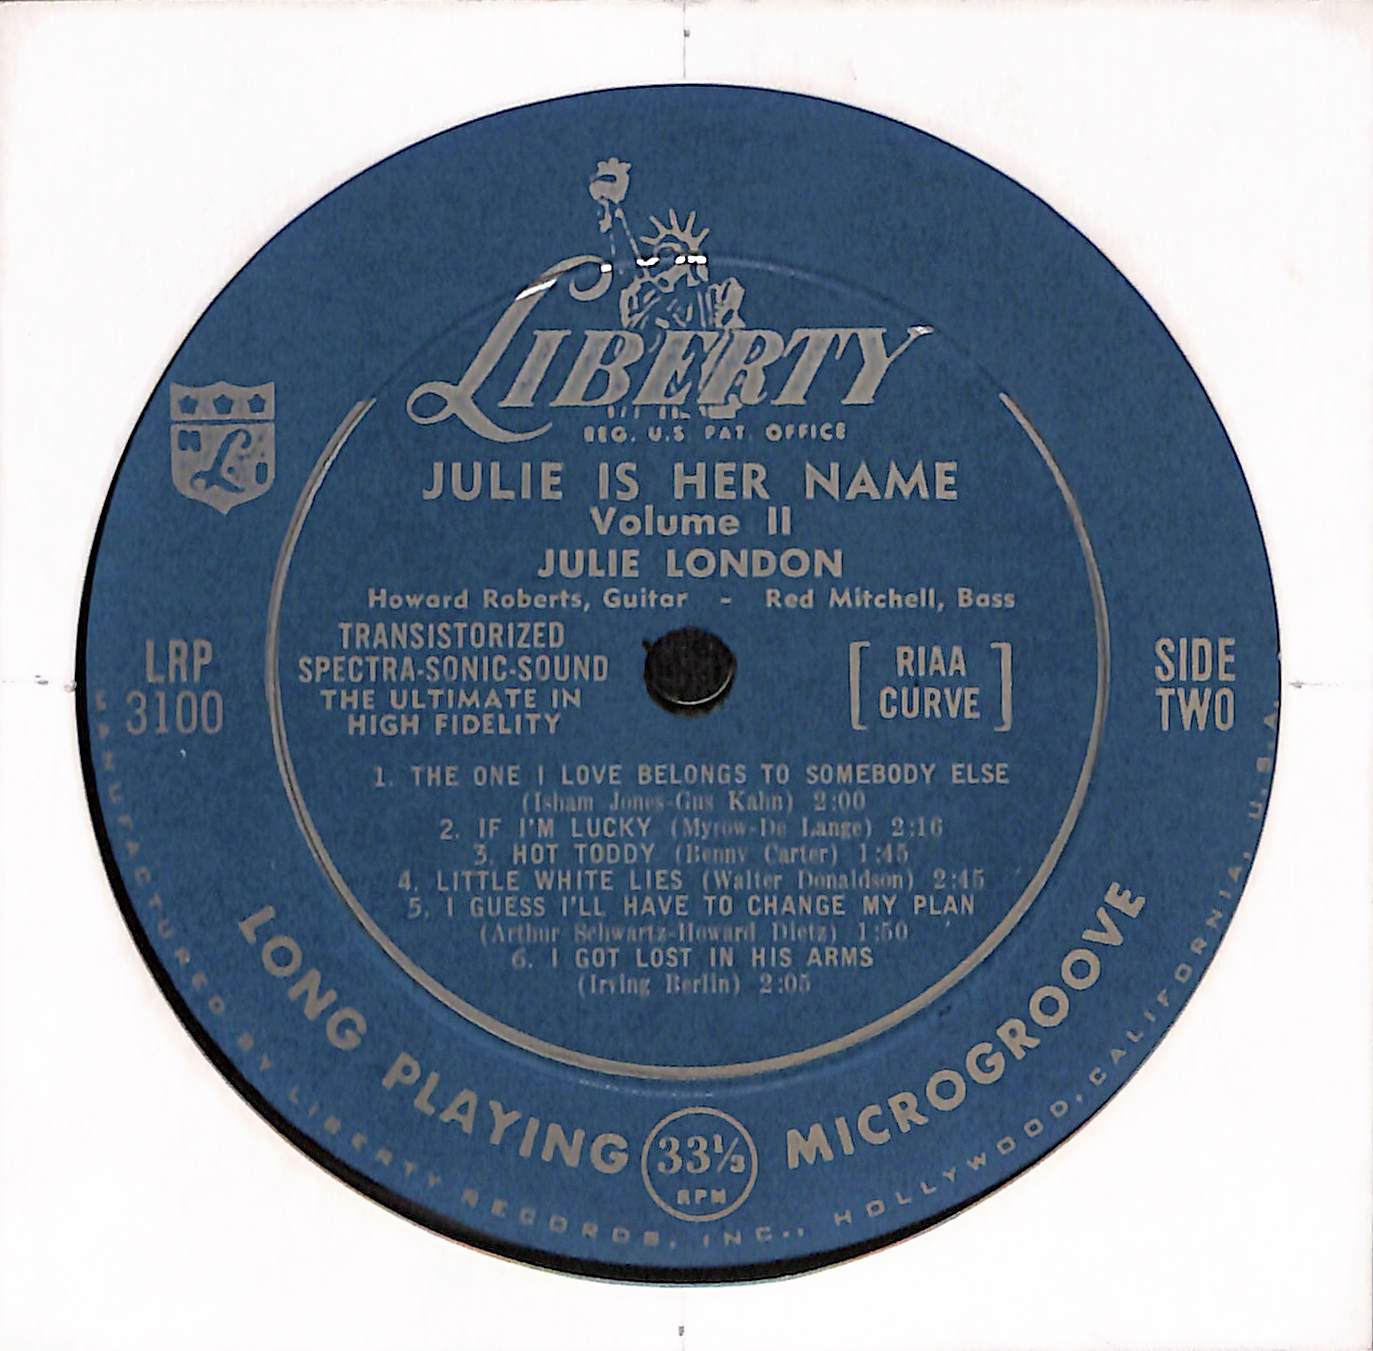 LIBERTY
REG. U.S. PAT. OFFICE
JULIE IS HER NAME
Volume II
JULIE LONDON
Howard Roberts, Guitar - Red Mitchell, Bass
LRP
3100
TRANSISTORIZED
SPECTRA-SONIC-SOUND
THE ULTIMATE IN
HIGH FIDELITY
[ RIAA
CURVE ]
SIDE
TWO
1. THE ONE I LOVE BELONGS TO SOMEBODY ELSE
(Isham Jones-Gus Kahn) 2:00
2. IF I'M LUCKY (Myrow-De Lange) 2:16
3. HOT TODDY (Benny Carter) 1:45
4. LITTLE WHITE LIES (Walter Donaldson) 2:45
5. I GUESS I'LL HAVE TO CHANGE MY PLAN
(Arthur Schwartz-Howard Dietz) 1:50
6. I GOT LOST IN HIS ARMS
(Irving Berlin) 2:05
LONG PLAYING 33⅓ RPM MICROGROOVE
MANUFACTURED BY LIBERTY RECORDS, INC., HOLLYWOOD, CALIFORNIA, U.S.A.